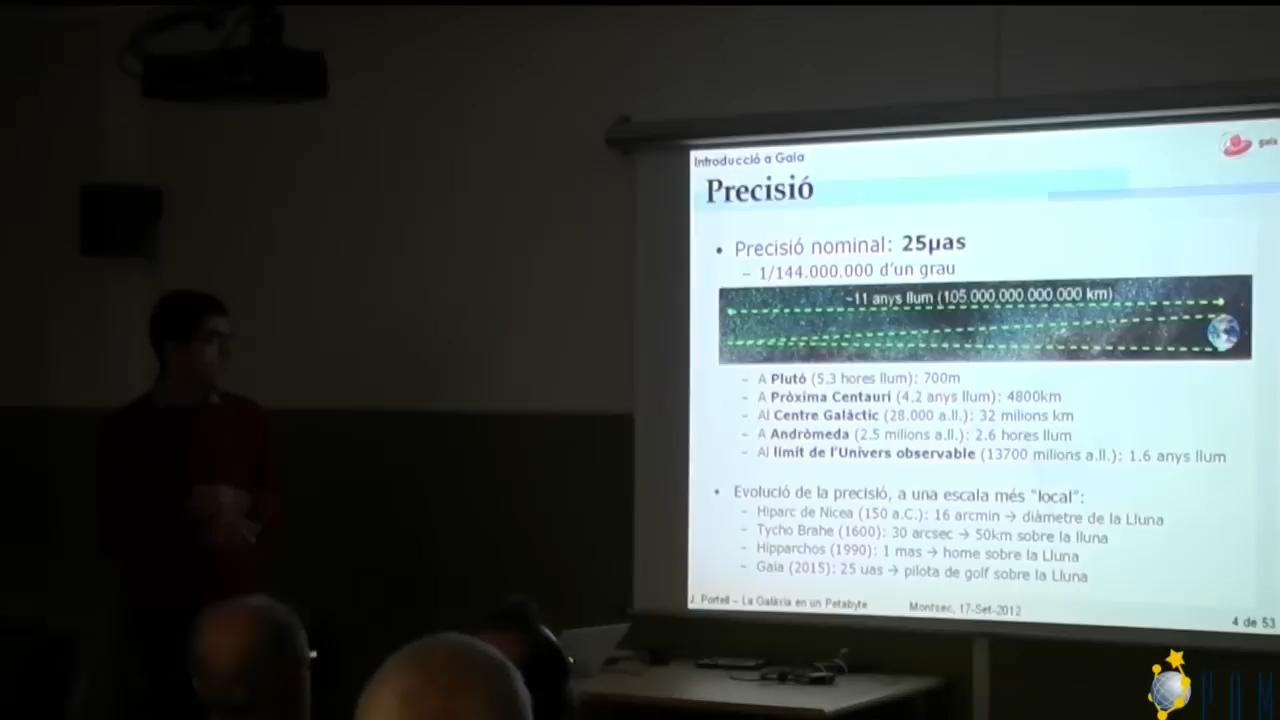 Introducció a Gaia
gaia
Precisió
• Precisió nominal: 25µas
– 1/144.000.000 d'un grau
~11 anys llum (105.000.000.000.000 km)
– A Plutó (5.3 hores llum): 700m
– A Pròxima Centauri (4.2 anys llum): 4800km
– Al Centre Galàctic (28.000 a.ll.): 32 milions km
– A Andròmeda (2.5 milions a.ll.): 2.6 hores llum
– Al límit de l'Univers observable (13700 milions a.ll.): 1.6 anys llum
• Evolució de la precisió, a una escala més "local":
– Hiparc de Nicea (150 a.C.): 16 arcmin → diàmetre de la Lluna
– Tycho Brahe (1600): 30 arcsec → 50km sobre la lluna
– Hipparchos (1990): 1 mas → home sobre la Lluna
– Gaia (2015): 25 uas → pilota de golf sobre la Lluna
J. Portell – La Galàxia en un Petabyte
Montsec, 17-Set-2012
4 de 53